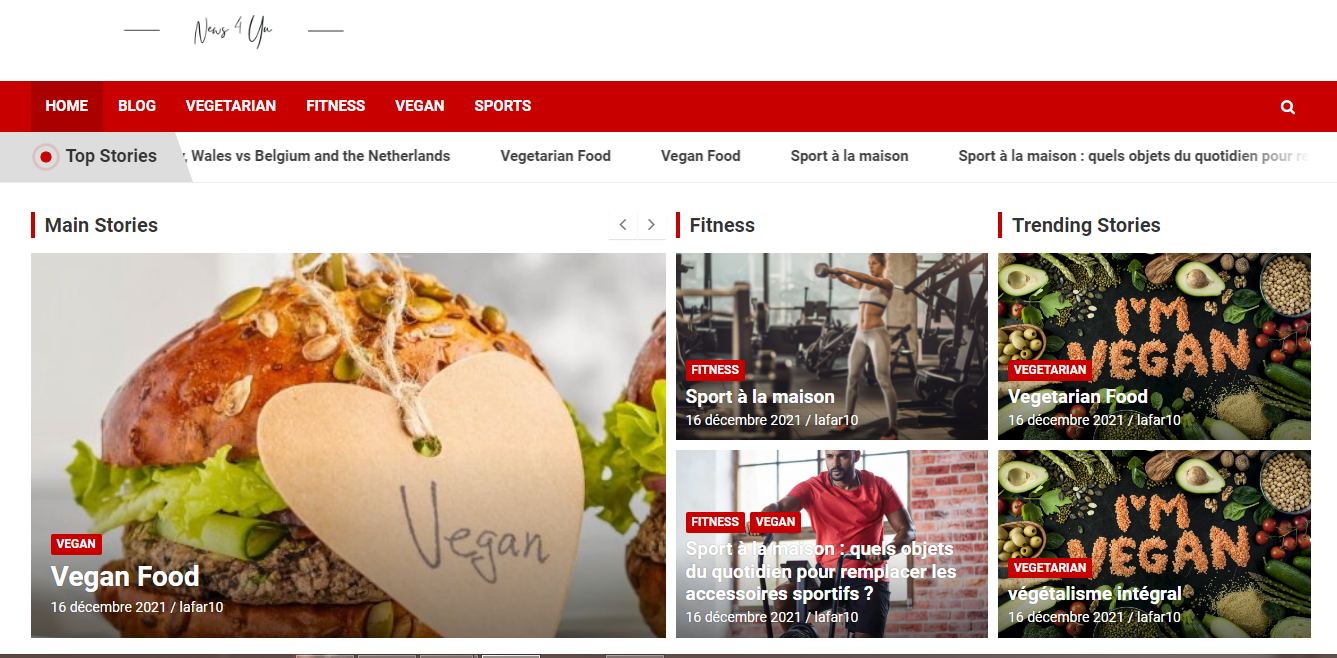 News 4 Yu
HOME BLOG VEGETARIAN FITNESS VEGAN SPORTS
Top Stories , Wales vs Belgium and the Netherlands Vegetarian Food Vegan Food Sport à la maison Sport à la maison : quels objets du quotidien pour
Main Stories
Vegan
VEGAN
Vegan Food
16 décembre 2021 / lafar10
Fitness
FITNESS
Sport à la maison
16 décembre 2021 / lafar10
FITNESS VEGAN
Sport à la maison : quels objets
du quotidien pour remplacer les
accessoires sportifs ?
16 décembre 2021 / lafar10
Trending Stories
I'M
VEGAN
VEGETARIAN
Vegetarian Food
16 décembre 2021 / lafar10
I'M
VEGAN
VEGETARIAN
végétalisme intégral
16 décembre 2021 / lafar10